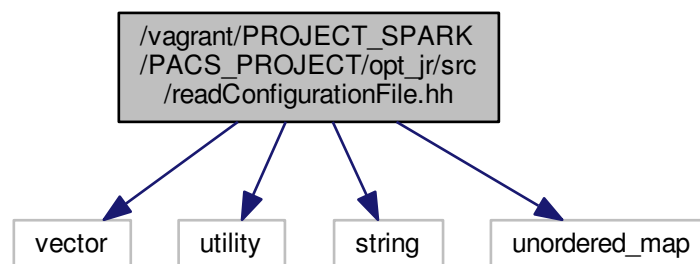 /vagrant/PROJECT_SPARK
/PACS_PROJECT/opt_jr/src
/readConfigurationFile.hh
vector
utility
string
unordered_map